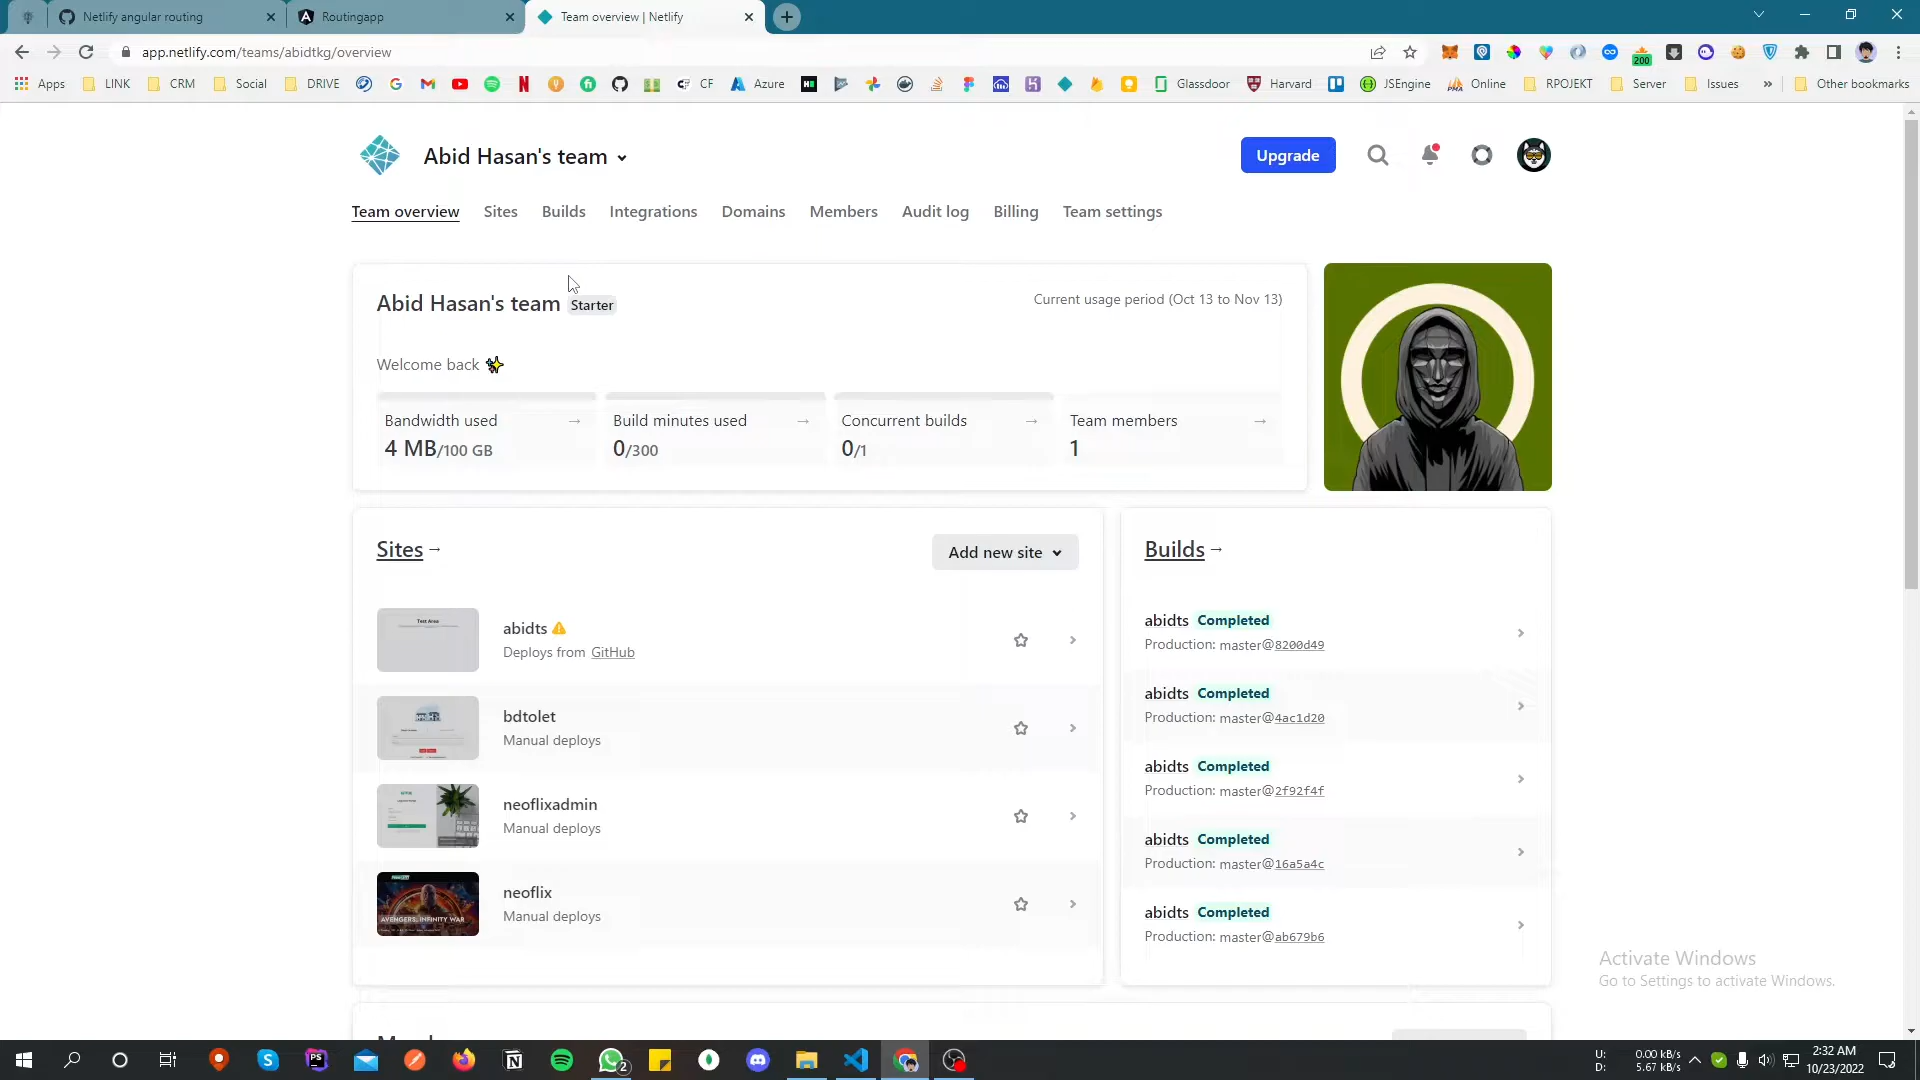 Netlify angular routing
Routingapp
Team overview | Netlify
app.netlify.com/teams/abidtkg/overview
200
Apps
LINK
CRM
Social
DRIVE
CF
Azure
Glassdoor
Harvard
JSEngine
Online
RPOJEKT
Server
Issues
»
Other bookmarks
Abid Hasan's team
Upgrade
Team overview
Sites
Builds
Integrations
Domains
Members
Audit log
Billing
Team settings
Abid Hasan's team Starter
Current usage period (Oct 13 to Nov 13)
Welcome back ✨
Bandwidth used →
4 MB/100 GB
Build minutes used →
0/300
Concurrent builds →
0/1
Team members →
1
Sites →
Add new site
Test Area
abidts
Deploys from GitHub
bdtolet
Manual deploys
neoflixadmin
Manual deploys
AVENGERS: INFINITY WAR
neoflix
Manual deploys
Builds →
abidts Completed
Production: master@8200d49
abidts Completed
Production: master@4ac1d20
abidts Completed
Production: master@2f92f4f
abidts Completed
Production: master@16a5a4c
abidts Completed
Production: master@ab679b6
Activate Windows
Go to Settings to activate Windows.
U: 0.00 kB/s
D: 5.67 kB/s
2:32 AM
10/23/2022